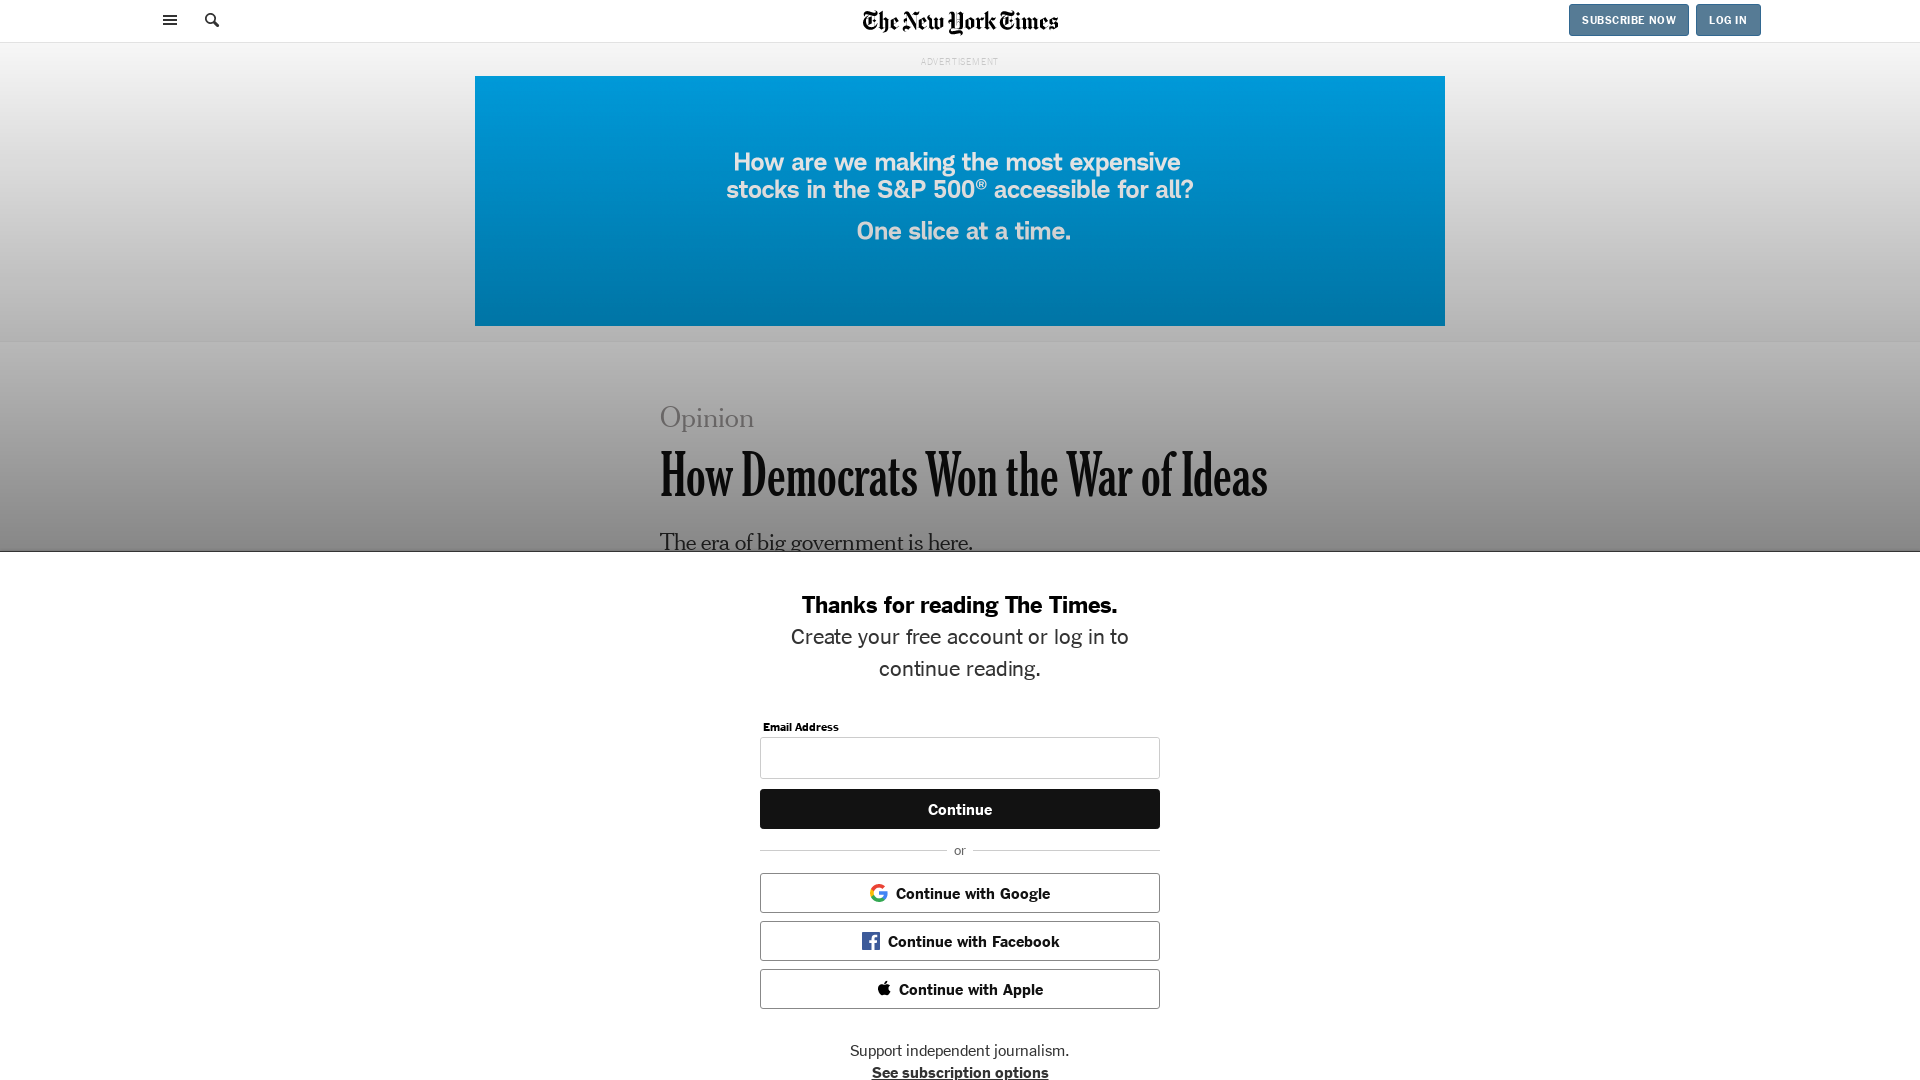 The New York Times
SUBSCRIBE NOW
LOG IN
ADVERTISEMENT
How are we making the most expensive
stocks in the S&P 500® accessible for all?
One slice at a time.
Opinion
How Democrats Won the War of Ideas
The era of big government is here.
Thanks for reading The Times.
Create your free account or log in to
continue reading.
Email Address
Continue
or
Continue with Google
Continue with Facebook
Continue with Apple
Support independent journalism.
See subscription options